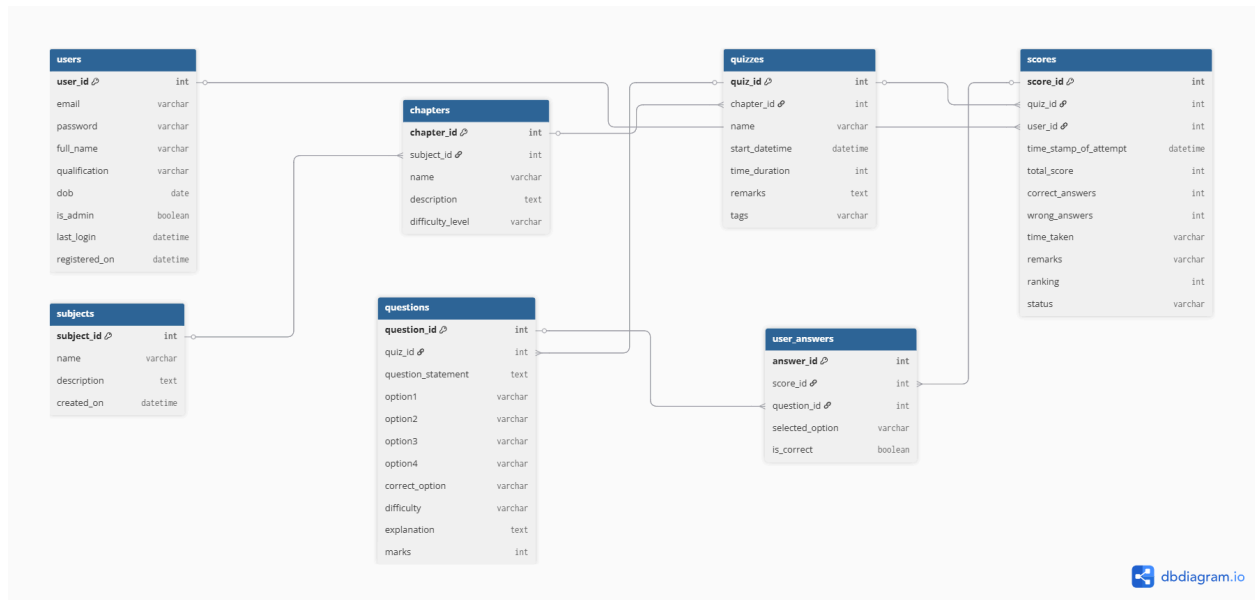 users
user_id int
email varchar
password varchar
full_name varchar
qualification varchar
dob date
is_admin boolean
last_login datetime
registered_on datetime
subjects
subject_id int
name varchar
description text
created_on datetime
chapters
chapter_id int
subject_id int
name varchar
description text
difficulty_level varchar
questions
question_id int
quiz_id int
question_statement text
option1 varchar
option2 varchar
option3 varchar
option4 varchar
correct_option varchar
difficulty varchar
explanation text
marks int
quizzes
quiz_id int
chapter_id int
name varchar
start_datetime datetime
time_duration int
remarks text
tags varchar
user_answers
answer_id int
score_id int
question_id int
selected_option varchar
is_correct boolean
scores
score_id int
quiz_id int
user_id int
time_stamp_of_attempt datetime
total_score int
correct_answers int
wrong_answers int
time_taken varchar
remarks varchar
ranking int
status varchar
dbdiagram.io